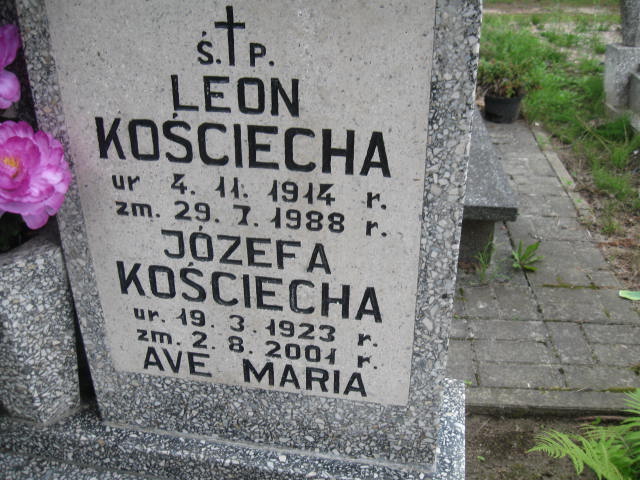 Ś. P.
LEON
KOŚCIECHA
ur 4. 11. 1914 r.
zm. 29. 7. 1988 r.
JÓZEFA
KOŚCIECHA
ur. 19. 3. 1923 r.
zm. 2. 8. 2001 r.
AVE MARIA